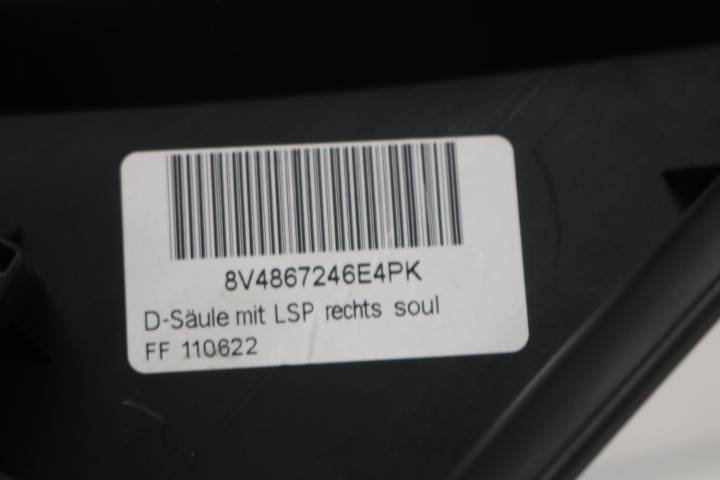 8V4867246E4PK
D-Säule mit LSP rechts soul
FF 110622